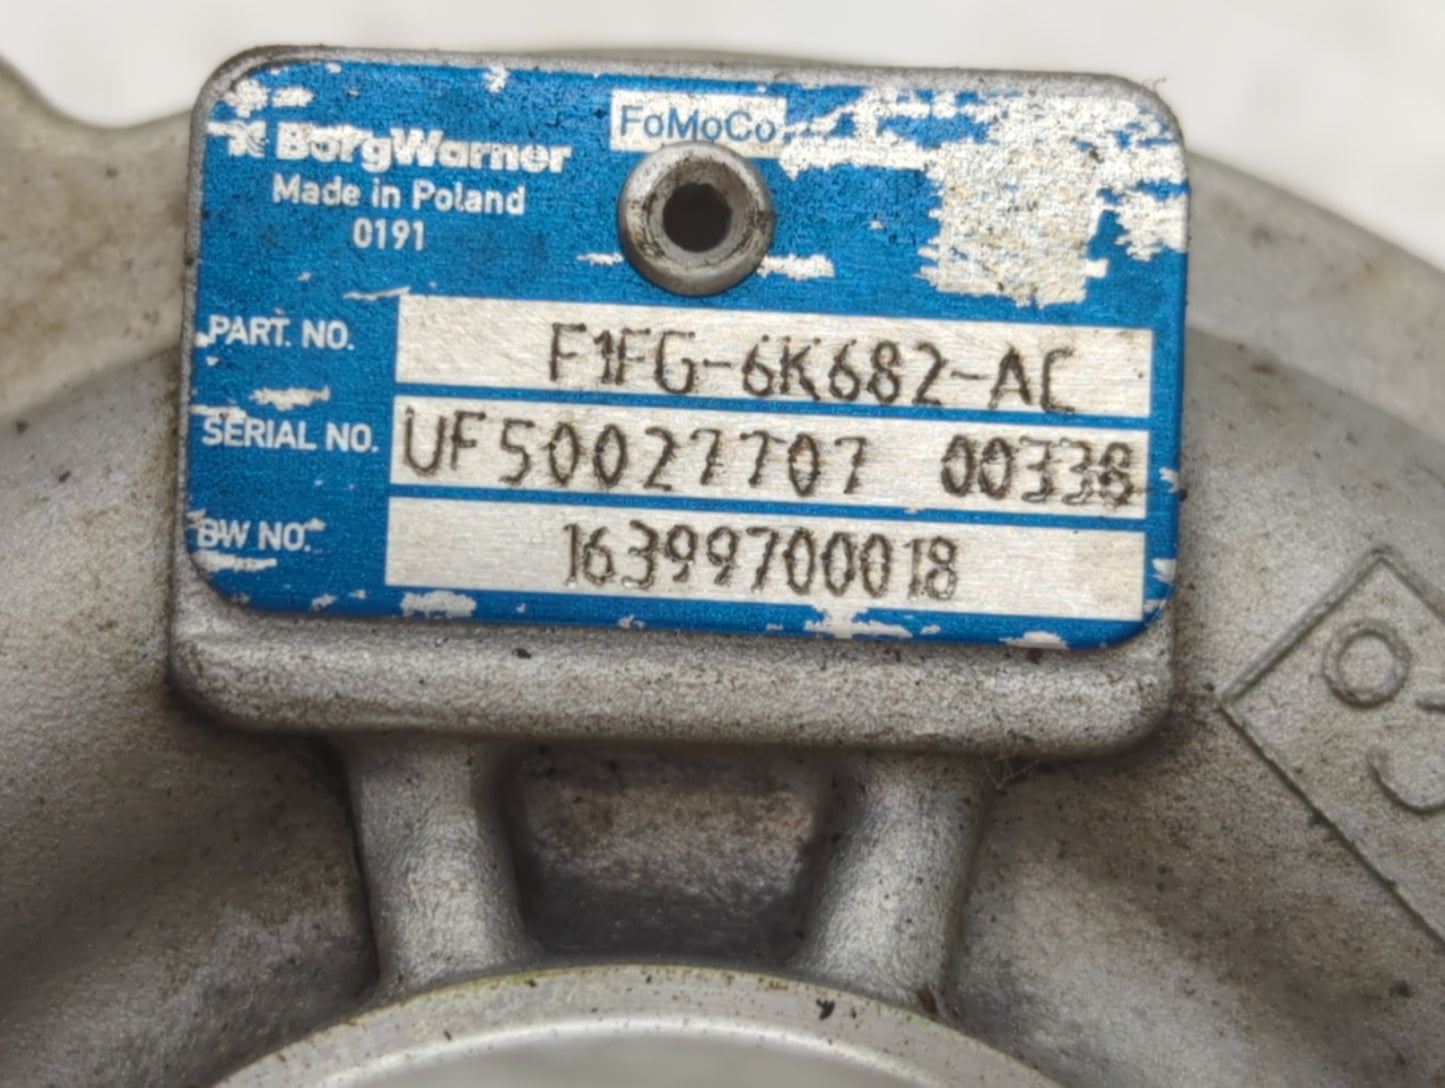 BorgWarner
FoMoCo
Made in Poland
0191
PART. NO. F1FG-6K682-AC
SERIAL NO. UF50027707 00338
BW NO. 16399700018